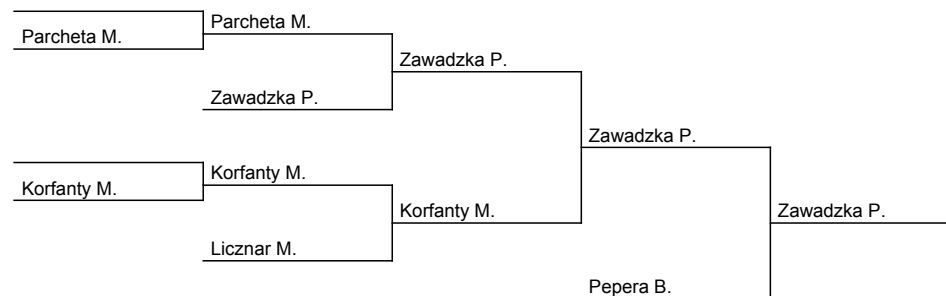 Parcheta M.
Parcheta M.
Zawadzka P.
Zawadzka P.
Zawadzka P.
Korfanty M.
Korfanty M.
Korfanty M.
Zawadzka P.
Licznar M.
Pepera B.